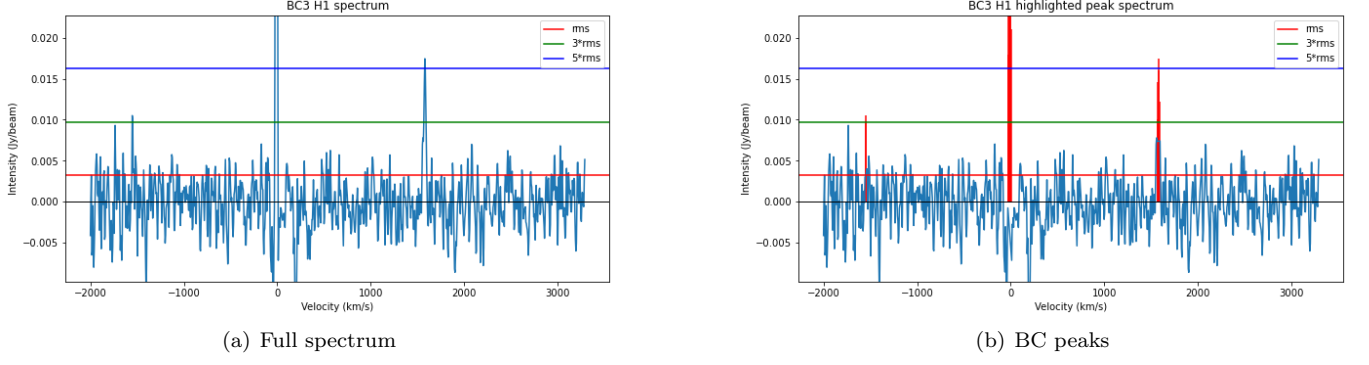 BC3 H1 spectrum
rms
3*rms
5*rms
0.020
0.015
0.010
0.005
0.000
−0.005
Intensity (Jy/beam)
−2000 −1000 0 1000 2000 3000
Velocity (km/s)
(a) Full spectrum
BC3 H1 highlighted peak spectrum
rms
3*rms
5*rms
0.020
0.015
0.010
0.005
0.000
−0.005
Intensity (Jy/beam)
−2000 −1000 0 1000 2000 3000
Velocity (km/s)
(b) BC peaks